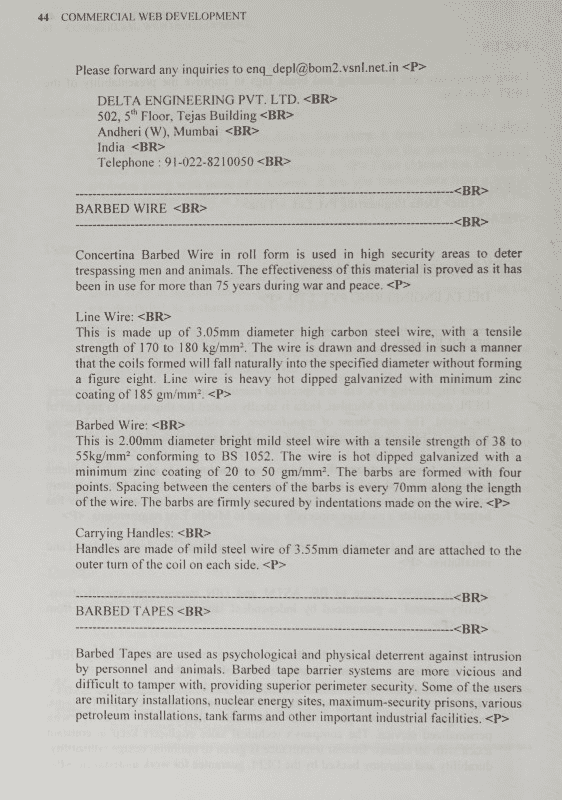 44 COMMERCIAL WEB DEVELOPMENT
Please forward any inquiries to enq_depl@bom2.vsnl.net.in <P>
DELTA ENGINEERING PVT. LTD. <BR>
502, 5th Floor, Tejas Building <BR>
Andheri (W), Mumbai <BR>
India <BR>
Telephone : 91-022-8210050 <BR>
--------------------------------------------------------------------------------<BR>
BARBED WIRE <BR>
--------------------------------------------------------------------------------<BR>
Concertina Barbed Wire in roll form is used in high security areas to deter
trespassing men and animals. The effectiveness of this material is proved as it has
been in use for more than 75 years during war and peace. <P>
Line Wire: <BR>
This is made up of 3.05mm diameter high carbon steel wire, with a tensile
strength of 170 to 180 kg/mm². The wire is drawn and dressed in such a manner
that the coils formed will fall naturally into the specified diameter without forming
a figure eight. Line wire is heavy hot dipped galvanized with minimum zinc
coating of 185 gm/mm². <P>
Barbed Wire: <BR>
This is 2.00mm diameter bright mild steel wire with a tensile strength of 38 to
55kg/mm² conforming to BS 1052. The wire is hot dipped galvanized with a
minimum zinc coating of 20 to 50 gm/mm². The barbs are formed with four
points. Spacing between the centers of the barbs is every 70mm along the length
of the wire. The barbs are firmly secured by indentations made on the wire. <P>
Carrying Handles: <BR>
Handles are made of mild steel wire of 3.55mm diameter and are attached to the
outer turn of the coil on each side. <P>
--------------------------------------------------------------------------------<BR>
BARBED TAPES <BR>
--------------------------------------------------------------------------------<BR>
Barbed Tapes are used as psychological and physical deterrent against intrusion
by personnel and animals. Barbed tape barrier systems are more vicious and
difficult to tamper with, providing superior perimeter security. Some of the users
are military installations, nuclear energy sites, maximum-security prisons, various
petroleum installations, tank farms and other important industrial facilities. <P>